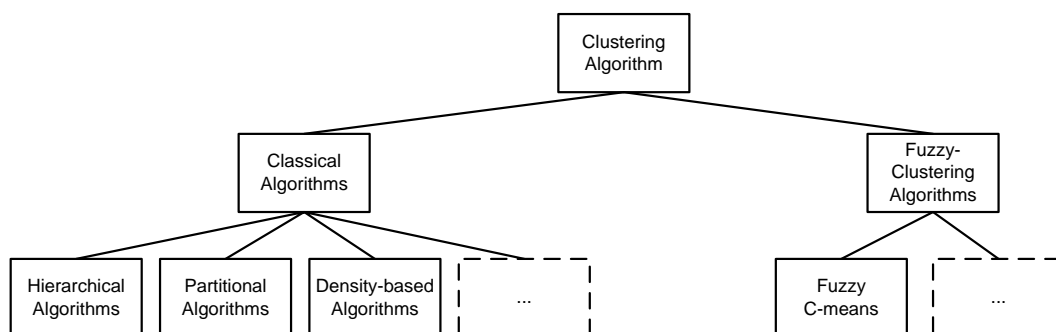 Clustering
Algorithm
Classical
Algorithms
Fuzzy-
Clustering
Algorithms
Hierarchical
Algorithms
Partitional
Algorithms
Density-based
Algorithms
...
Fuzzy
C-means
...